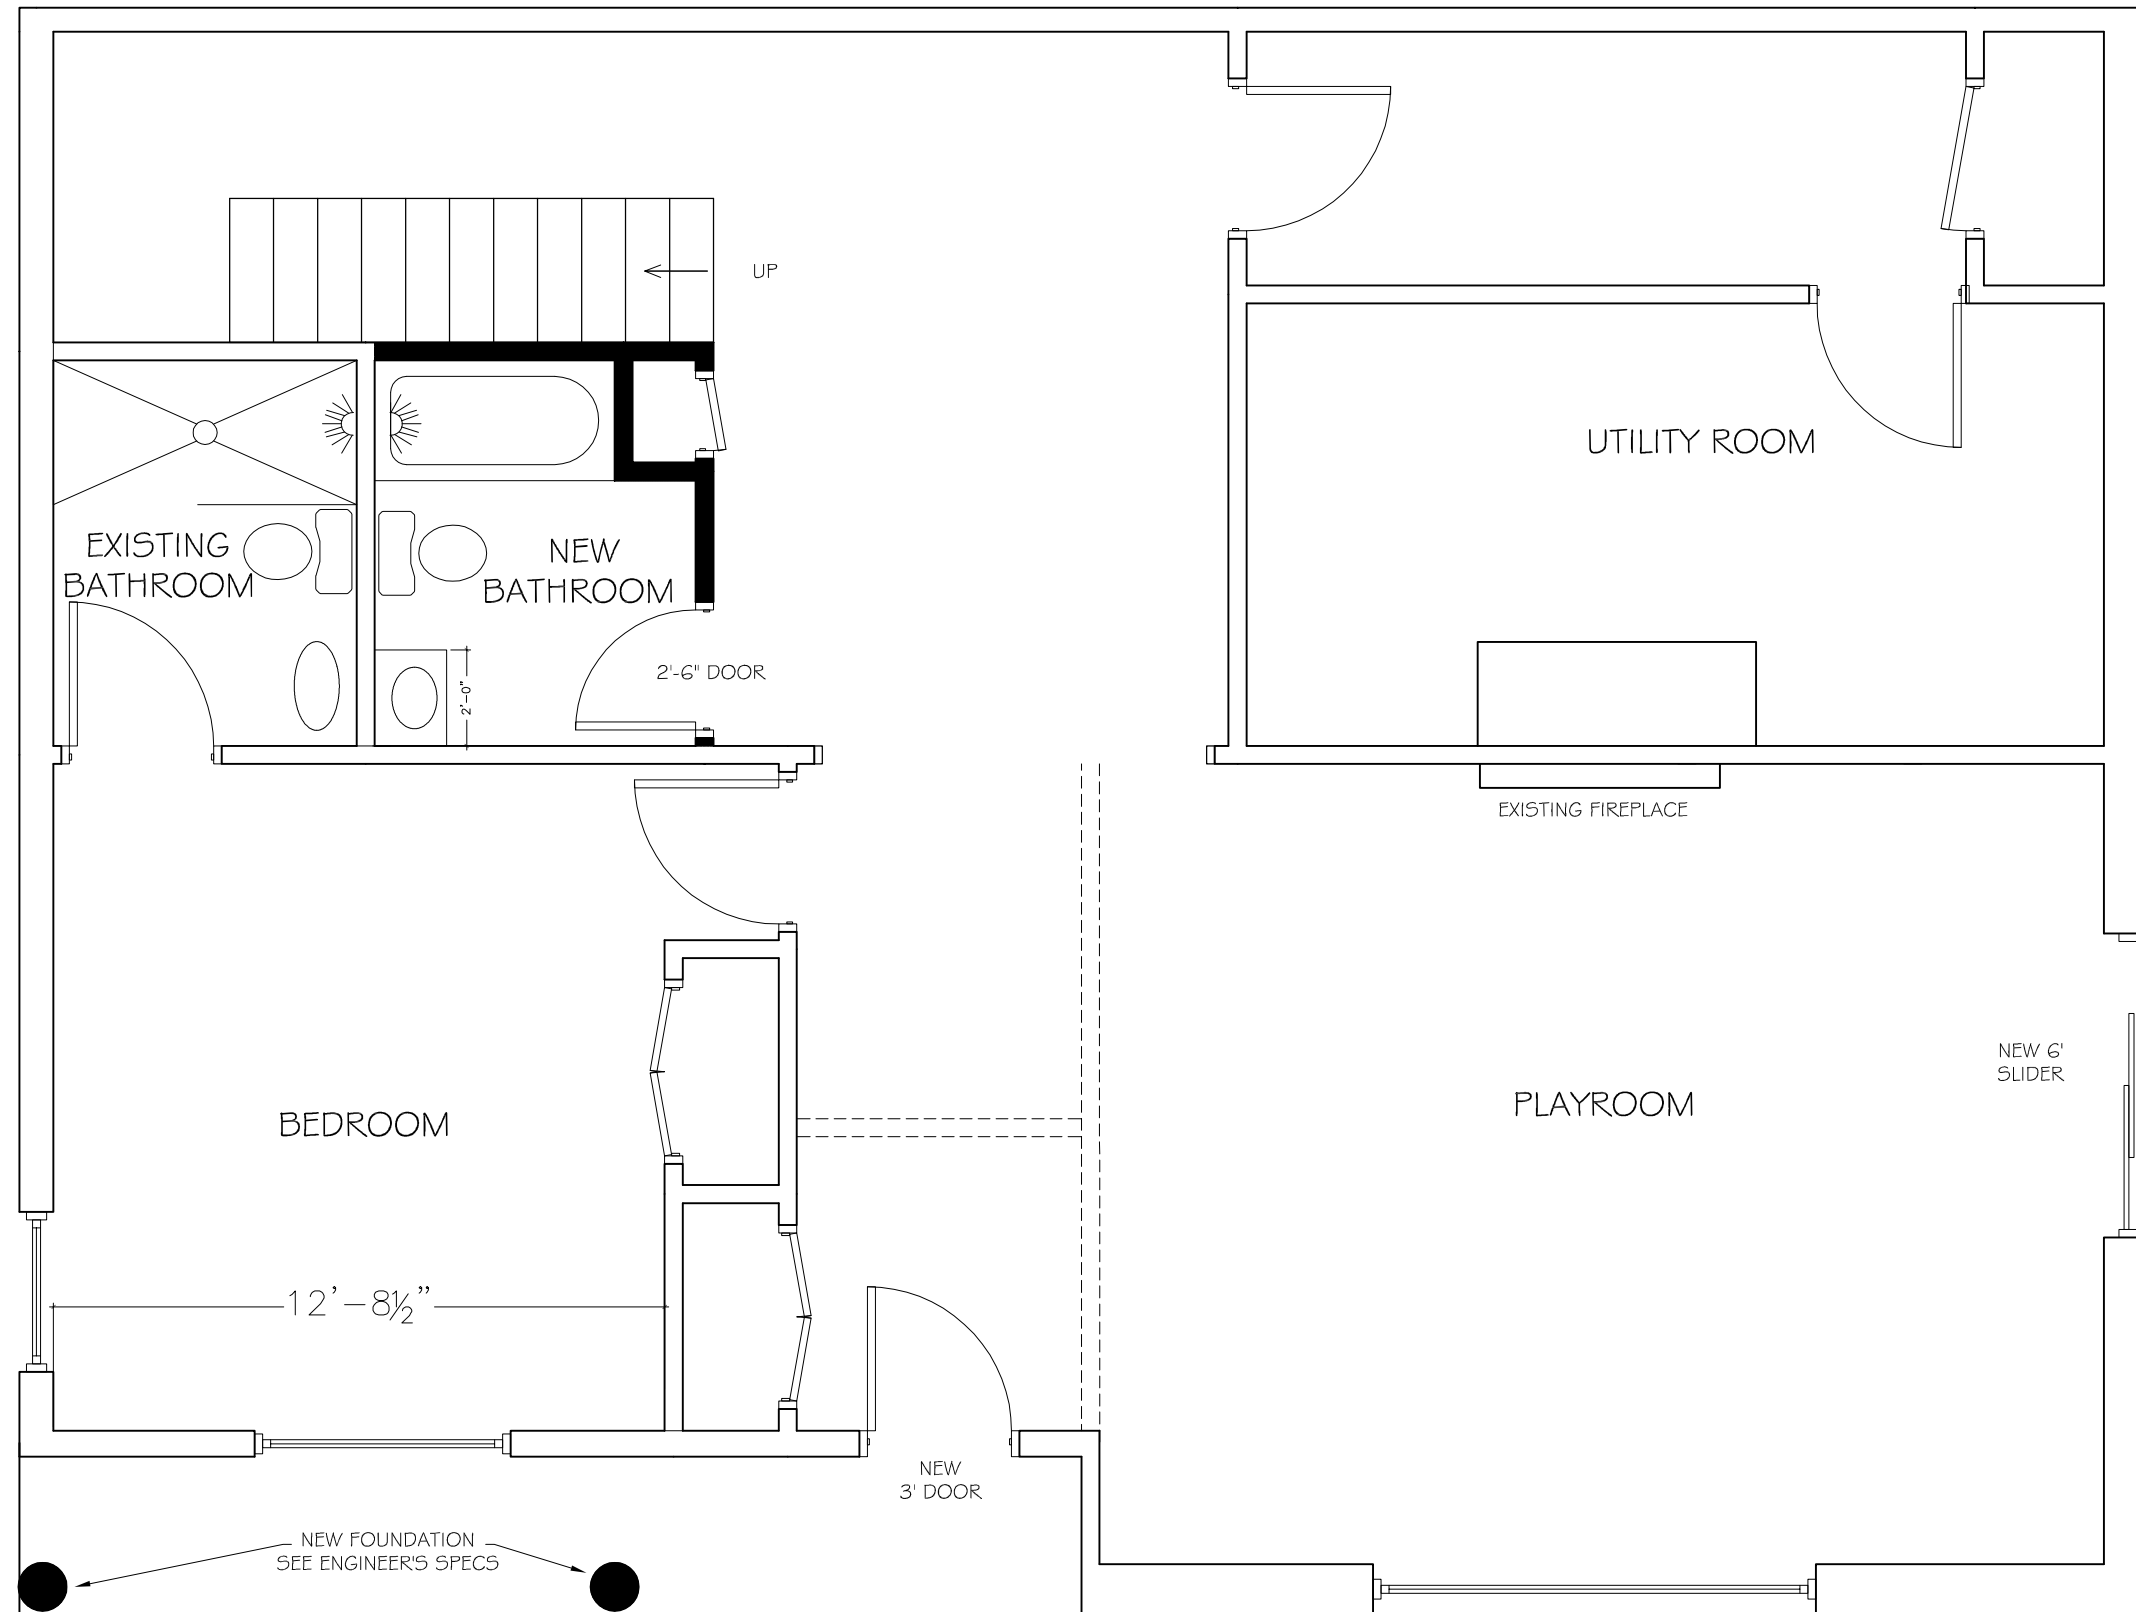 UP
UTILITY ROOM
EXISTING
BATHROOM
NEW
BATHROOM
2'-6" DOOR
2'-0"
EXISTING FIREPLACE
NEW 6'
SLIDER
PLAYROOM
BEDROOM
12'-8½"
NEW
3' DOOR
NEW FOUNDATION
SEE ENGINEER'S SPECS